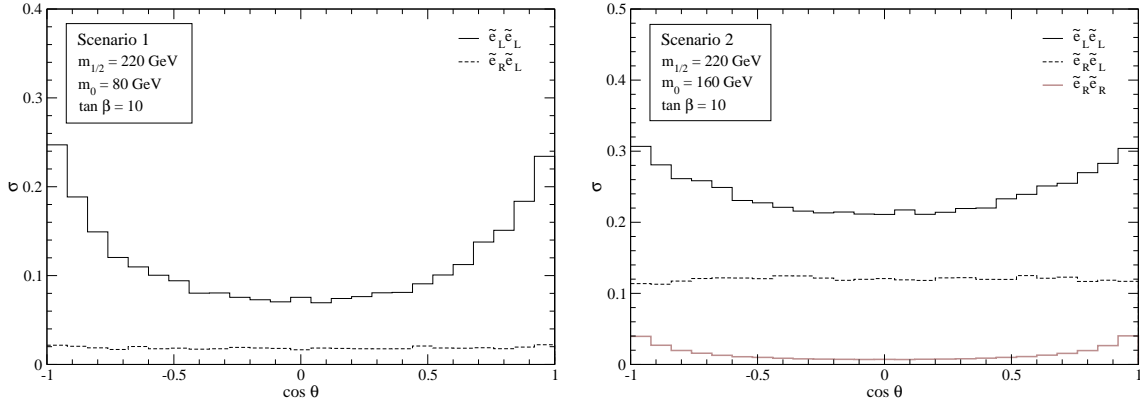 0.4
0.3
0.2
0.1
0
σ
Scenario 1
m1/2 = 220 GeV
m0 = 80 GeV
tan β = 10
ẽLẽL
ẽRẽL
-1
-0.5
0
0.5
1
cos θ
0.5
0.4
0.3
0.2
0.1
0
σ
Scenario 2
m1/2 = 220 GeV
m0 = 160 GeV
tan β = 10
ẽLẽL
ẽRẽL
ẽRẽR
-1
-0.5
0
0.5
1
cos θ